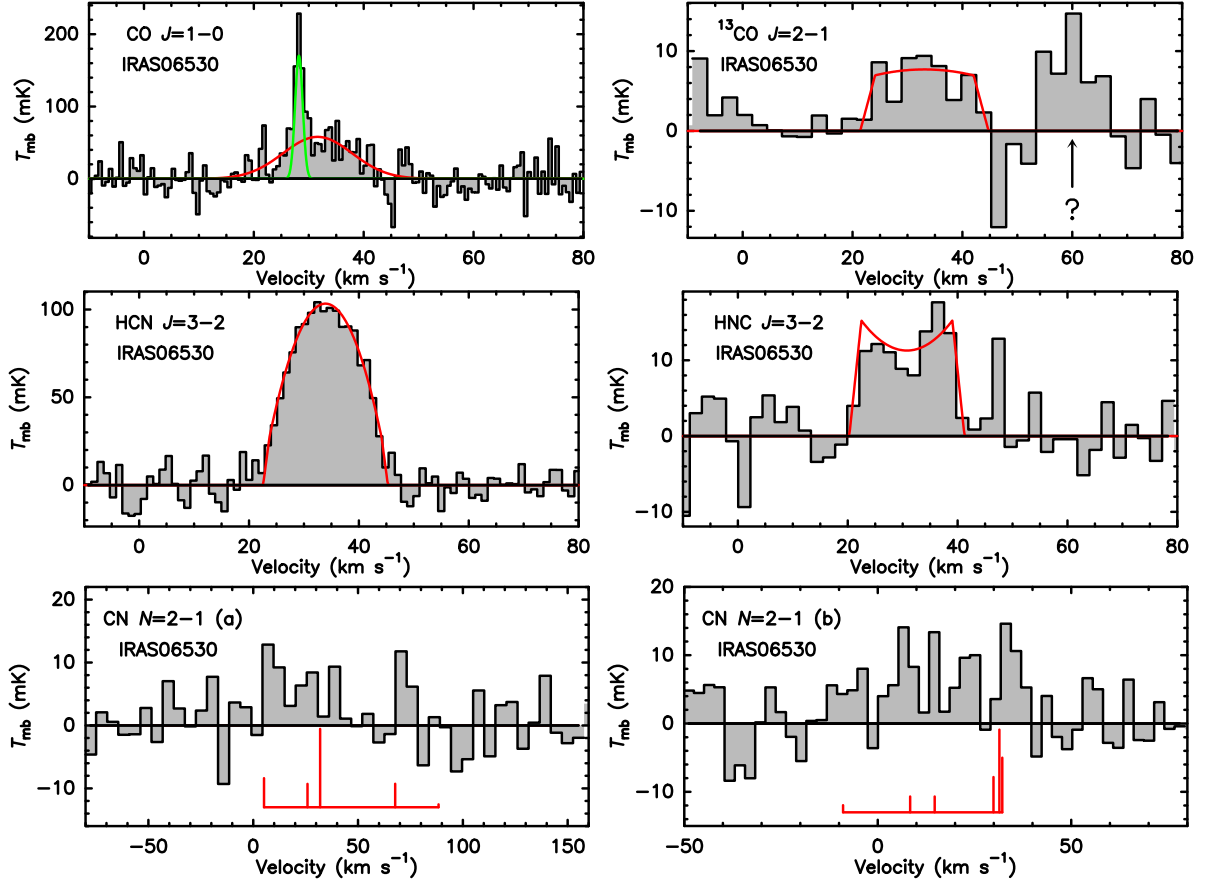 CO J=1–0
IRAS06530
200
100
0
T_mb (mK)
0 20 40 60 80
Velocity (km s⁻¹)
¹³CO J=2–1
IRAS06530
10
0
−10
T_mb (mK)
?
0 20 40 60 80
Velocity (km s⁻¹)
HCN J=3–2
IRAS06530
100
50
0
T_mb (mK)
0 20 40 60 80
Velocity (km s⁻¹)
HNC J=3–2
IRAS06530
10
0
−10
T_mb (mK)
0 20 40 60 80
Velocity (km s⁻¹)
CN N=2–1 (a)
IRAS06530
20
10
0
−10
T_mb (mK)
−50 0 50 100 150
Velocity (km s⁻¹)
CN N=2–1 (b)
IRAS06530
20
10
0
−10
T_mb (mK)
−50 0 50
Velocity (km s⁻¹)